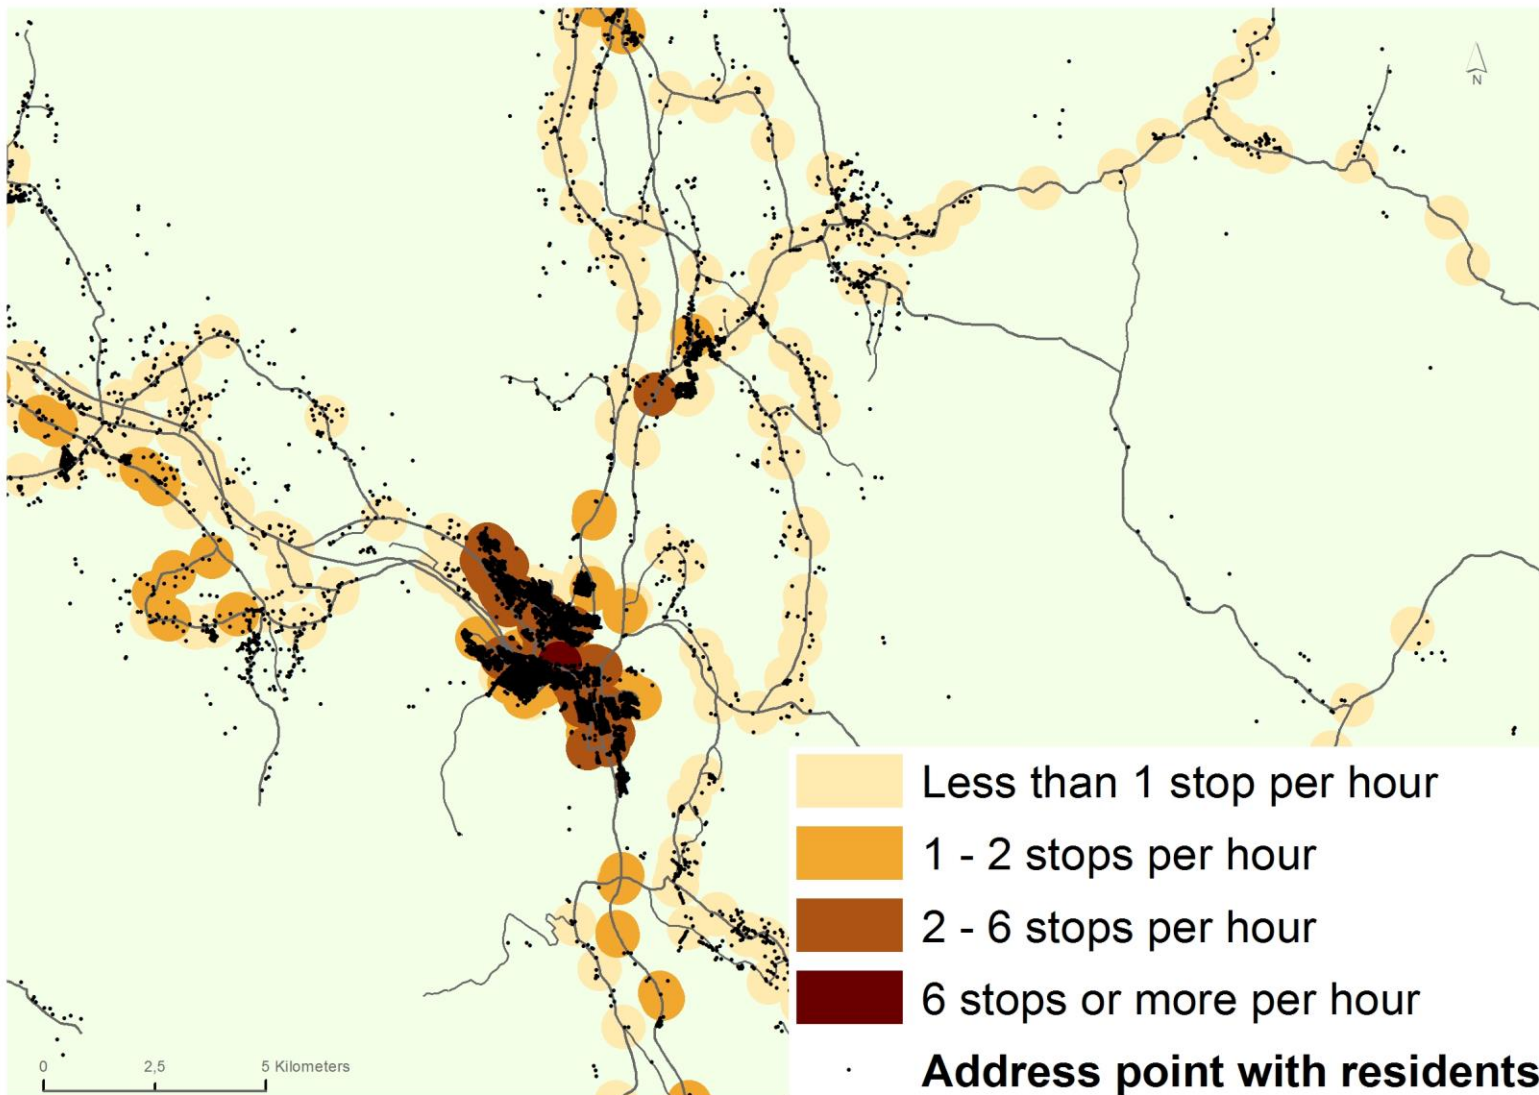 N
Less than 1 stop per hour
1 - 2 stops per hour
2 - 6 stops per hour
6 stops or more per hour
Address point with residents
0 2,5 5 Kilometers